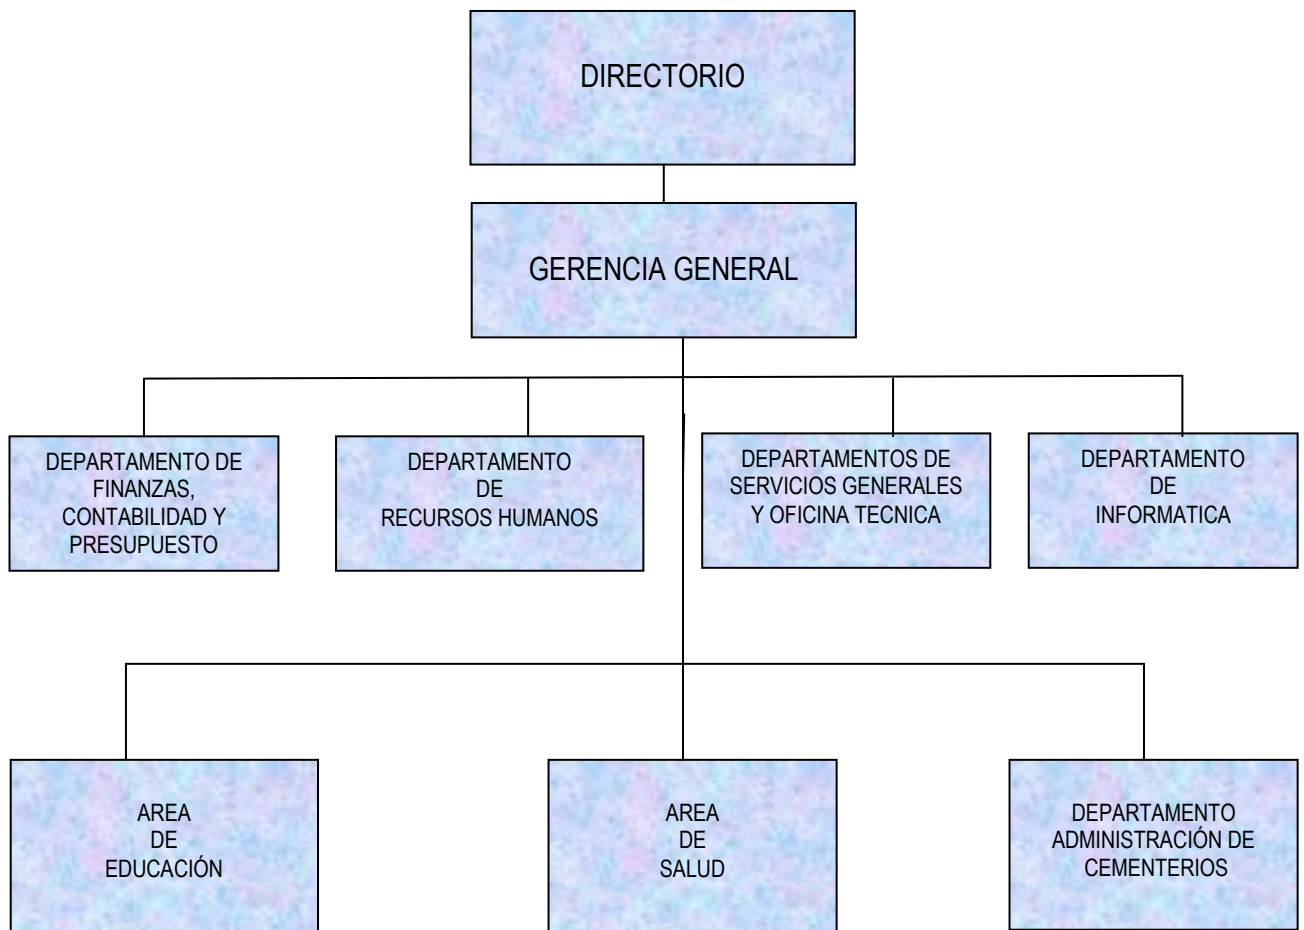 DIRECTORIO
GERENCIA GENERAL
DEPARTAMENTO DE
FINANZAS,
CONTABILIDAD Y
PRESUPUESTO
DEPARTAMENTO
DE
RECURSOS HUMANOS
DEPARTAMENTOS DE
SERVICIOS GENERALES
Y OFICINA TECNICA
DEPARTAMENTO
DE
INFORMATICA
AREA
DE
EDUCACIÓN
AREA
DE
SALUD
DEPARTAMENTO
ADMINISTRACIÓN DE
CEMENTERIOS